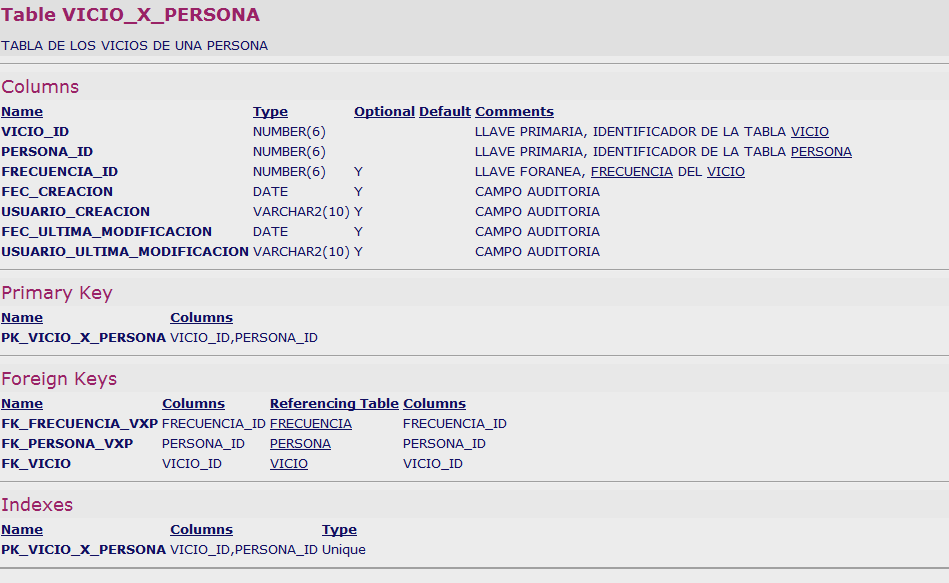 Table VICIO_X_PERSONA
TABLA DE LOS VICIOS DE UNA PERSONA
Columns
Name Type Optional Default Comments
VICIO_ID NUMBER(6) LLAVE PRIMARIA, IDENTIFICADOR DE LA TABLA VICIO
PERSONA_ID NUMBER(6) LLAVE PRIMARIA, IDENTIFICADOR DE LA TABLA PERSONA
FRECUENCIA_ID NUMBER(6) Y LLAVE FORANEA, FRECUENCIA DEL VICIO
FEC_CREACION DATE Y CAMPO AUDITORIA
USUARIO_CREACION VARCHAR2(10) Y CAMPO AUDITORIA
FEC_ULTIMA_MODIFICACION DATE Y CAMPO AUDITORIA
USUARIO_ULTIMA_MODIFICACION VARCHAR2(10) Y CAMPO AUDITORIA
Primary Key
Name Columns
PK_VICIO_X_PERSONA VICIO_ID,PERSONA_ID
Foreign Keys
Name Columns Referencing Table Columns
FK_FRECUENCIA_VXP FRECUENCIA_ID FRECUENCIA FRECUENCIA_ID
FK_PERSONA_VXP PERSONA_ID PERSONA PERSONA_ID
FK_VICIO VICIO_ID VICIO VICIO_ID
Indexes
Name Columns Type
PK_VICIO_X_PERSONA VICIO_ID,PERSONA_ID Unique